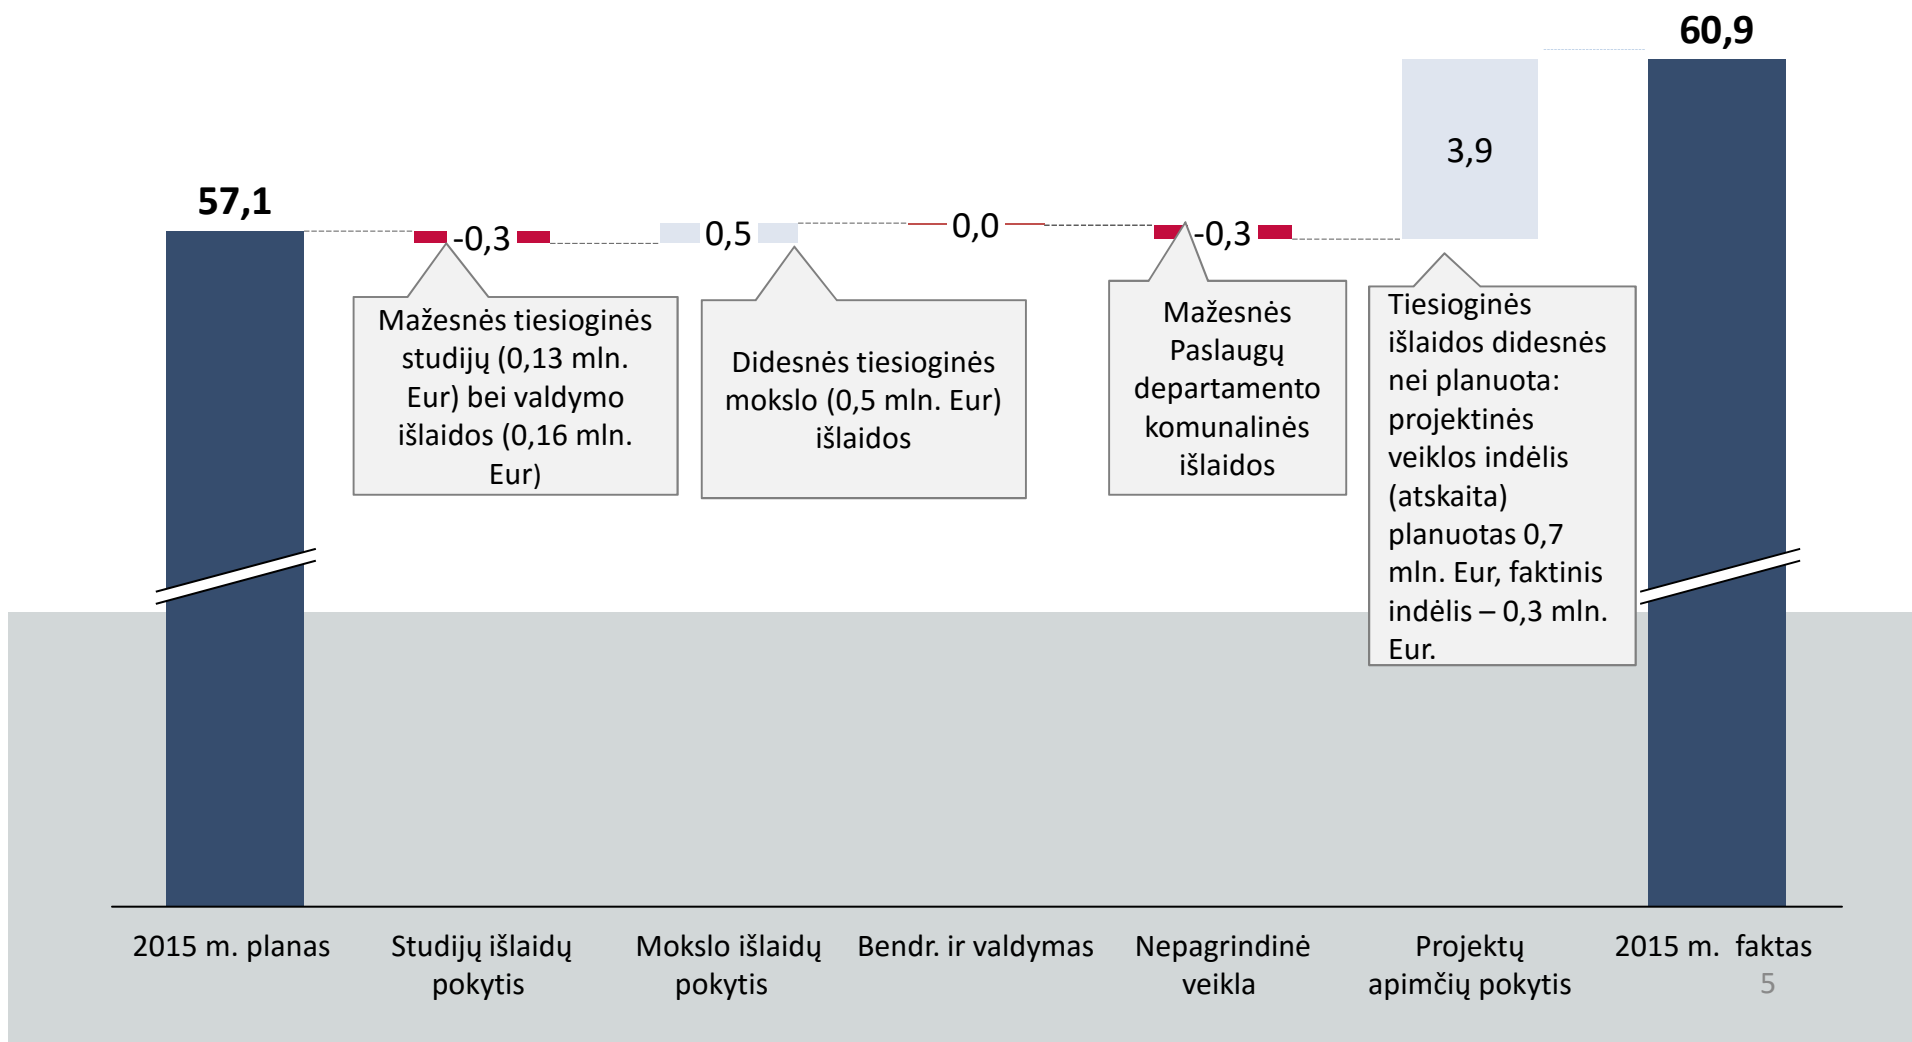 60,9
3,9
57,1
-0,3
0,5
0,0
-0,3
Mažesnės tiesioginės
studijų (0,13 mln.
Eur) bei valdymo
išlaidos (0,16 mln.
Eur)
Didesnės tiesioginės
mokslo (0,5 mln. Eur)
išlaidos
Mažesnės
Paslaugų
departamento
komunalinės
išlaidos
Tiesioginės
išlaidos didesnės
nei planuota:
projektinės
veiklos indėlis
(atskaita)
planuotas 0,7
mln. Eur, faktinis
indėlis – 0,3 mln.
Eur.
2015 m. planas
Studijų išlaidų
pokytis
Mokslo išlaidų
pokytis
Bendr. ir valdymas
Nepagrindinė
veikla
Projektų
apimčių pokytis
2015 m.  faktas
5